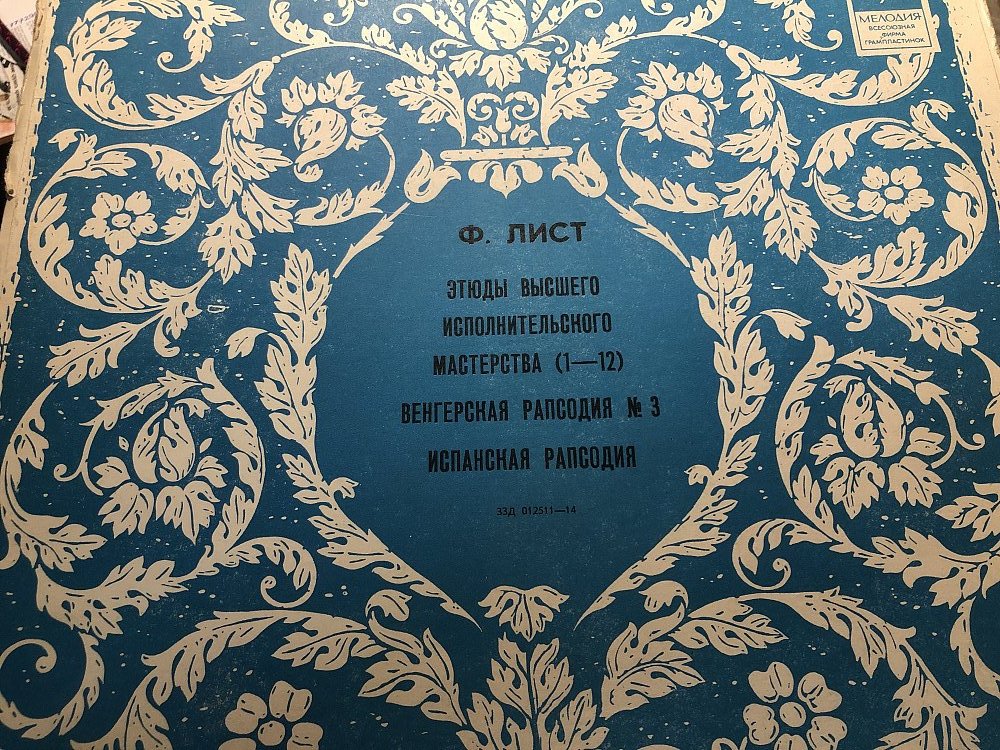 МЕЛОДИЯ
ВСЕСОЮЗНАЯ
ФИРМА
ГРАМПЛАСТИНОК
Ф. ЛИСТ
ЭТЮДЫ ВЫСШЕГО
ИСПОЛНИТЕЛЬСКОГО
МАСТЕРСТВА (1—12)
ВЕНГЕРСКАЯ РАПСОДИЯ № 3
ИСПАНСКАЯ РАПСОДИЯ
33Д 012511—14